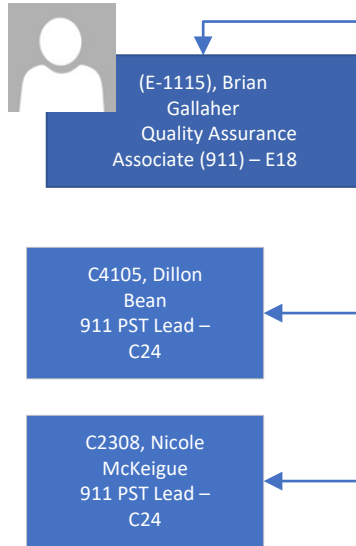 (E-1115), Brian
Gallaher
Quality Assurance
Associate (911) – E18
C4105, Dillon
Bean
911 PST Lead –
C24
C2308, Nicole
McKeigue
911 PST Lead –
C24